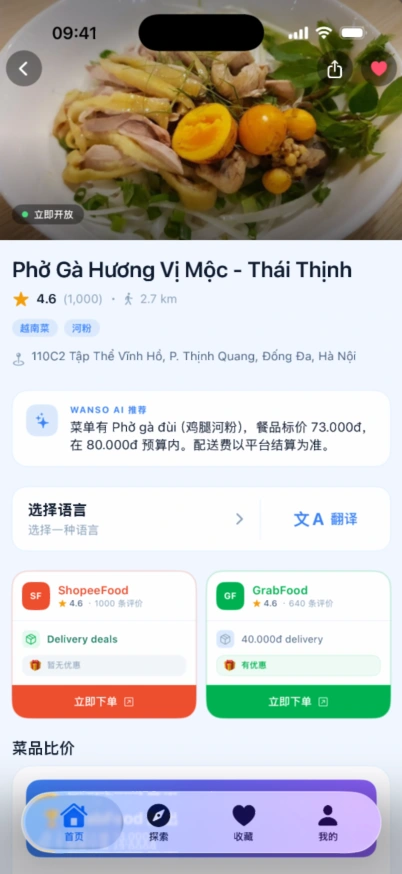 09:41
立即开放
Phở Gà Hương Vị Mộc - Thái Thịnh
4.6 (1,000) · 2.7 km
越南菜 河粉
110C2 Tập Thể Vĩnh Hồ, P. Thịnh Quang, Đống Đa, Hà Nội
WANSO AI 推荐
菜单有 Phở gà đùi (鸡腿河粉)，餐品标价 73.000đ，
在 80.000đ 预算内。配送费以平台结算为准。
选择语言
选择一种语言
文A 翻译
SF ShopeeFood
4.6 · 1000 条评价
Delivery deals
暂无优惠
立即下单
GF GrabFood
4.6 · 640 条评价
40.000đ delivery
有优惠
立即下单
菜品比价
首页 探索 收藏 我的